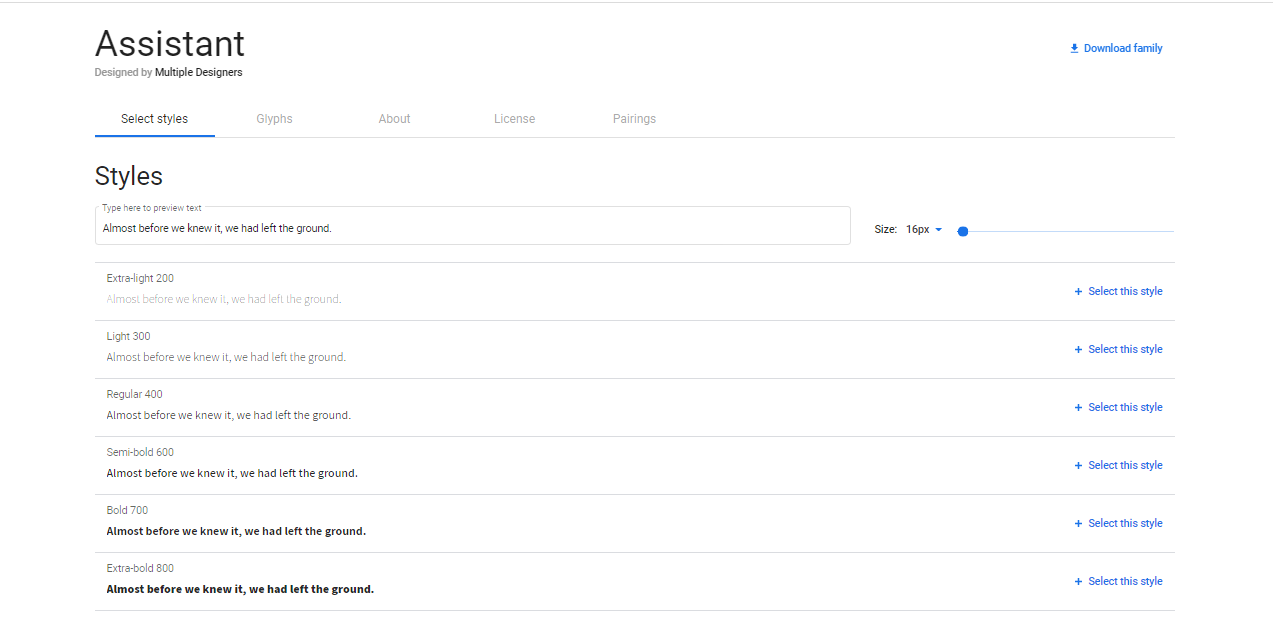 Assistant
Download family
Designed by Multiple Designers
Select styles Glyphs About License Pairings
Styles
Type here to preview text
Almost before we knew it, we had left the ground.
Size: 16px
Extra-light 200
Almost before we knew it, we had left the ground.
+ Select this style
Light 300
Almost before we knew it, we had left the ground.
+ Select this style
Regular 400
Almost before we knew it, we had left the ground.
+ Select this style
Semi-bold 600
Almost before we knew it, we had left the ground.
+ Select this style
Bold 700
Almost before we knew it, we had left the ground.
+ Select this style
Extra-bold 800
Almost before we knew it, we had left the ground.
+ Select this style